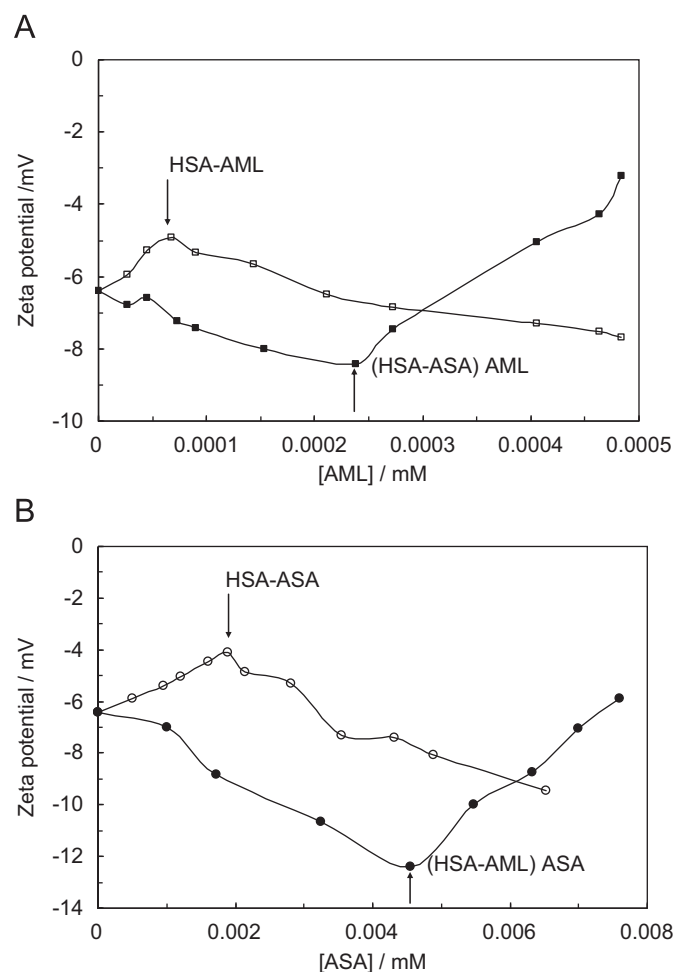 A
0
-2
-4
-6
-8
-10
Zeta potential /mV
HSA-AML
(HSA-ASA) AML
0 0.0001 0.0002 0.0003 0.0004 0.0005
[AML] / mM
B
0
-2
-4
-6
-8
-10
-12
-14
Zeta potential / mV
HSA-ASA
(HSA-AML) ASA
0 0.002 0.004 0.006 0.008
[ASA] / mM